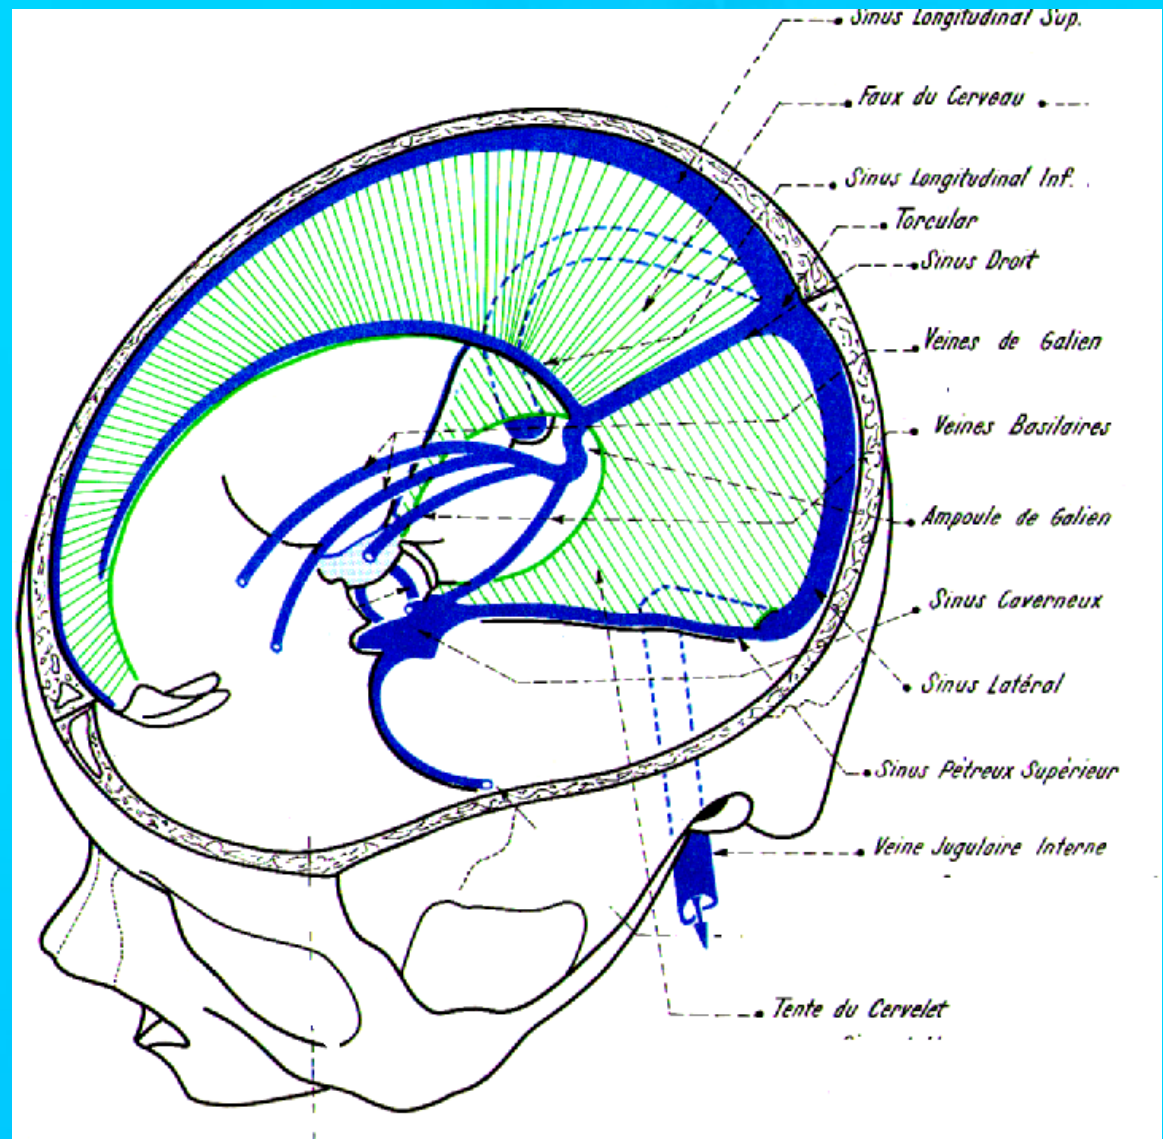 Sinus Longitudinal Sup.
Faux du Cerveau
Sinus Longitudinal Inf.
Torcular
Sinus Droit
Veines de Galien
Veines Basilaires
Ampoule de Galien
Sinus Caverneux
Sinus Latéral
Sinus Pétreux Supérieur
Veine Jugulaire Interne
Tente du Cervelet